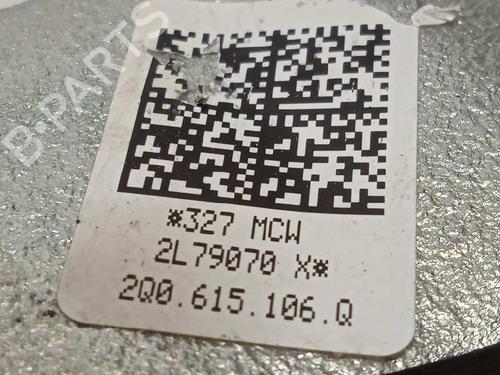 B-PARTS
*327 MCW
2L79070 X*
2Q0.615.106.Q